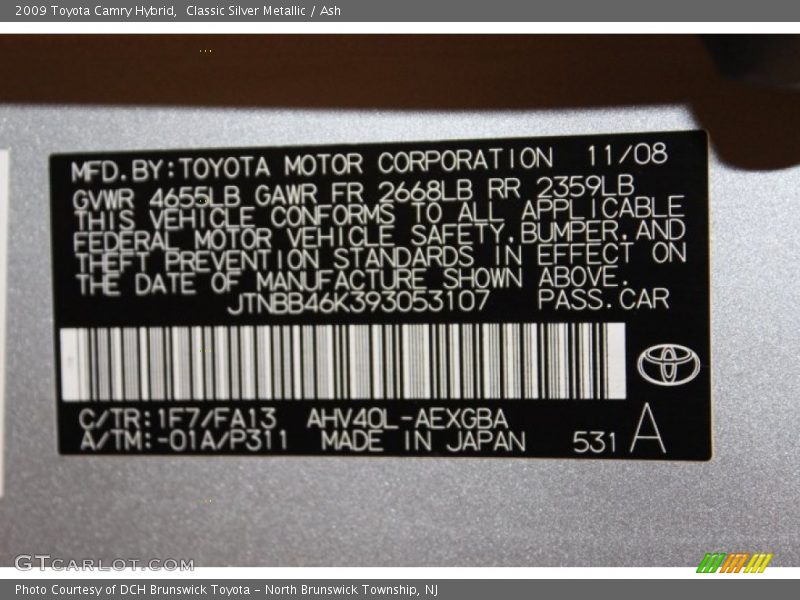 2009 Toyota Camry Hybrid,  Classic Silver Metallic / Ash
MFD.BY:TOYOTA MOTOR CORPORATION 11/08
GVWR 4655LB GAWR FR 2668LB RR 2359LB
THIS VEHICLE CONFORMS TO ALL APPLICABLE
FEDERAL MOTOR VEHICLE SAFETY,BUMPER,AND
THEFT PREVENTION STANDARDS IN EFFECT ON
THE DATE OF MANUFACTURE SHOWN ABOVE.
JTNBB46K393053107 PASS.CAR
C/TR:1F7/FA13 AHV40L-AEXGBA
A/TM:-01A/P311 MADE IN JAPAN 531 A
GTCARLOT.COM
Photo Courtesy of DCH Brunswick Toyota - North Brunswick Township, NJ